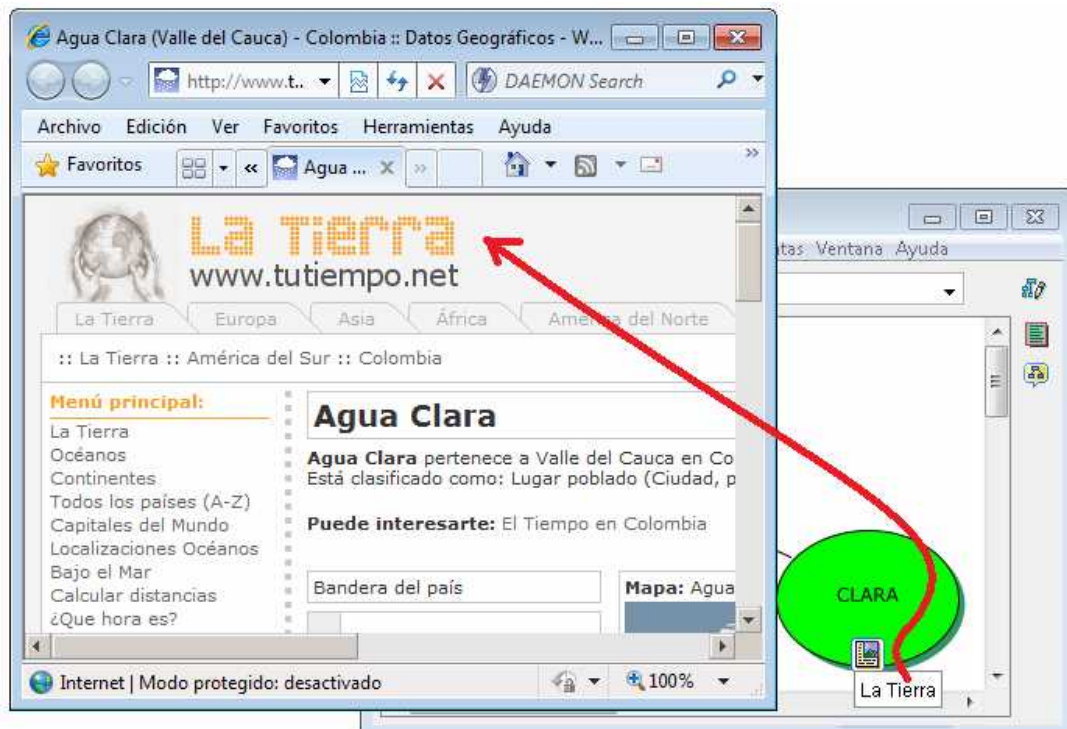 Agua Clara (Valle del Cauca) - Colombia :: Datos Geográficos - W...
http://www.t..
DAEMON Search
Archivo Edición Ver Favoritos Herramientas Ayuda
Favoritos
Agua ...
La Tierra
www.tutiempo.net
La Tierra Europa Asia África América del Norte
:: La Tierra :: América del Sur :: Colombia
Menú principal:
La Tierra
Océanos
Continentes
Todos los países (A-Z)
Capitales del Mundo
Localizaciones Océanos
Bajo el Mar
Calcular distancias
¿Que hora es?
Agua Clara
Agua Clara pertenece a Valle del Cauca en Co
Está clasificado como: Lugar poblado (Ciudad, p
Puede interesarte: El Tiempo en Colombia
Bandera del país
Mapa: Agua
Internet | Modo protegido: desactivado
100%
tas Ventana Ayuda
CLARA
La Tierra